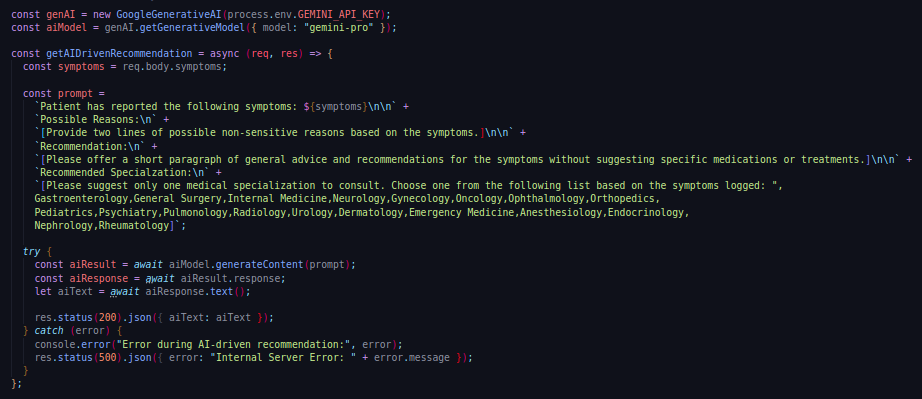 const genAI = new GoogleGenerativeAI(process.env.GEMINI_API_KEY);
const aiModel = genAI.getGenerativeModel({ model: "gemini-pro" });

const getAIDrivenRecommendation = async (req, res) => {
  const symptoms = req.body.symptoms;

  const prompt =
    `Patient has reported the following symptoms: ${symptoms}\n\n` +
    `Possible Reasons:\n` +
    `[Provide two lines of possible non-sensitive reasons based on the symptoms.]\n\n` +
    `Recommendation:\n` +
    `[Please offer a short paragraph of general advice and recommendations for the symptoms without suggesting specific medications or treatments.]\n\n` +
    `Recommended Specialzation:\n` +
    `[Please suggest only one medical specialization to consult. Choose one from the following list based on the symptoms logged: ",
    Gastroenterology,General Surgery,Internal Medicine,Neurology,Gynecology,Oncology,Ophthalmology,Orthopedics,
    Pediatrics,Psychiatry,Pulmonology,Radiology,Urology,Dermatology,Emergency Medicine,Anesthesiology,Endocrinology,
    Nephrology,Rheumatology]`;

  try {
    const aiResult = await aiModel.generateContent(prompt);
    const aiResponse = await aiResult.response;
    let aiText = await aiResponse.text();

    res.status(200).json({ aiText: aiText });
  } catch (error) {
    console.error("Error during AI-driven recommendation:", error);
    res.status(500).json({ error: "Internal Server Error: " + error.message });
  }
};